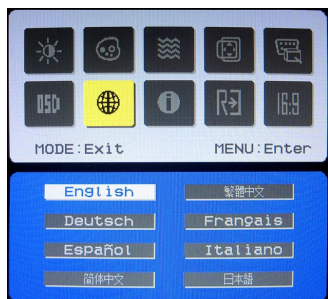 OSD
R
16:9
MODE:Exit MENU:Enter
English 繁體中文
Deutsch Français
Español Italiano
简体中文 日本語